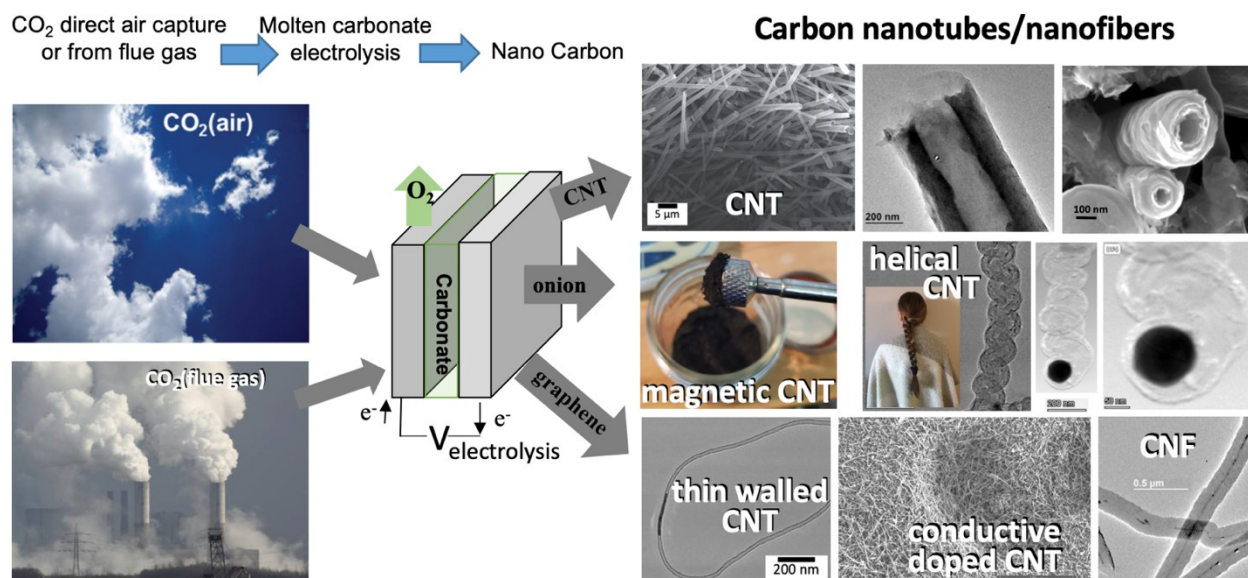 CO₂ direct air capture
or from flue gas
Molten carbonate
electrolysis
Nano Carbon
CO₂(air)
CO₂(flue gas)
O₂
Carbonate
e⁻
e⁻
V electrolysis
CNT
onion
graphene
Carbon nanotubes/nanofibers
CNT
5 µm
200 nm
100 nm
magnetic CNT
helical
CNT
200 nm
50 nm
thin walled
CNT
200 nm
conductive
doped CNT
CNF
0.5 µm